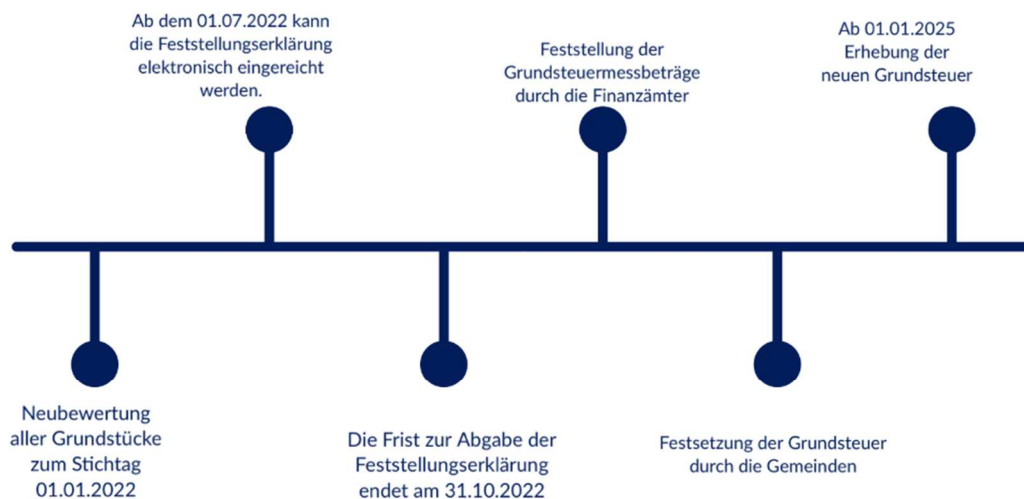 Ab dem 01.07.2022 kann
die Feststellungserklärung
elektronisch eingereicht
werden.
Feststellung der
Grundsteuermessbeträge
durch die Finanzämter
Ab 01.01.2025
Erhebung der
neuen Grundsteuer
Neubewertung
aller Grundstücke
zum Stichtag
01.01.2022
Die Frist zur Abgabe der
Feststellungserklärung
endet am 31.10.2022
Festsetzung der Grundsteuer
durch die Gemeinden